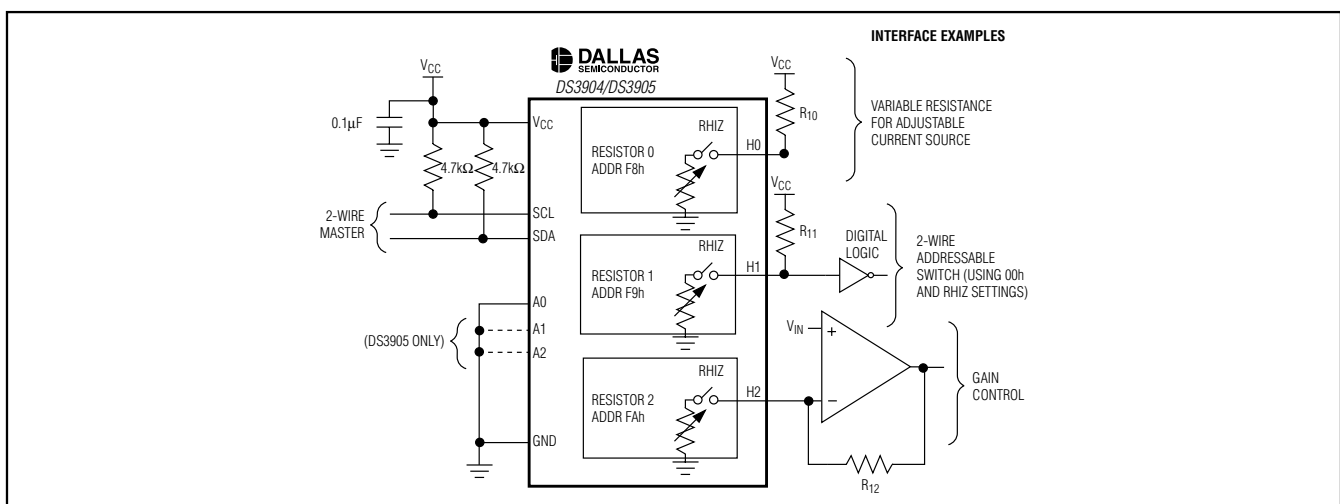 INTERFACE EXAMPLES
DALLAS
SEMICONDUCTOR
DS3904/DS3905
VCC
0.1µF
4.7kΩ
4.7kΩ
2-WIRE
MASTER
VCC
SCL
SDA
A0
A1
A2
(DS3905 ONLY)
GND
RESISTOR 0
ADDR F8h
RHIZ
H0
RESISTOR 1
ADDR F9h
RHIZ
H1
RESISTOR 2
ADDR FAh
RHIZ
H2
VCC
R10
VARIABLE RESISTANCE
FOR ADJUSTABLE
CURRENT SOURCE
VCC
R11
DIGITAL
LOGIC
2-WIRE
ADDRESSABLE
SWITCH (USING 00h
AND RHIZ SETTINGS)
VIN
+
−
R12
GAIN
CONTROL